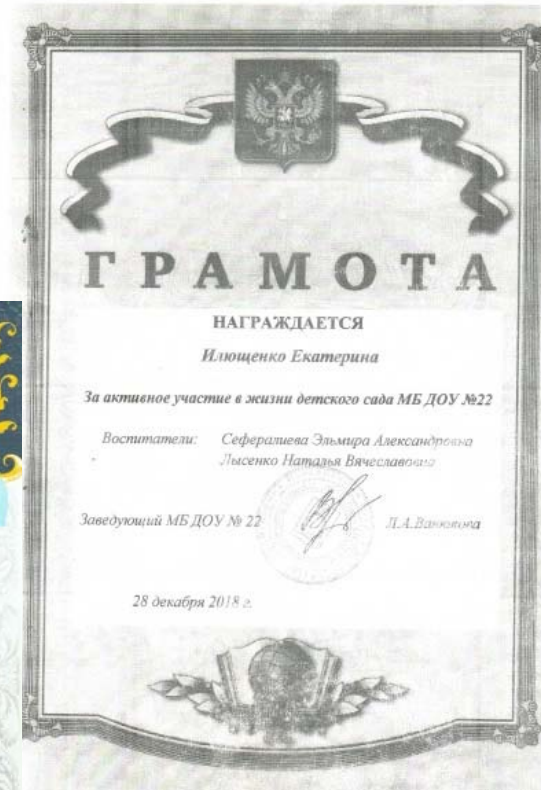 ГРАМОТА
НАГРАЖДАЕТСЯ
Илющенко Екатерина
За активное участие в жизни детского сада МБ ДОУ №22
Воспитатели: Сефералиева Эльмира Александровна
Лысенко Наталья Вячеславовна
Заведующий МБ ДОУ № 22
28 декабря 2018 г.